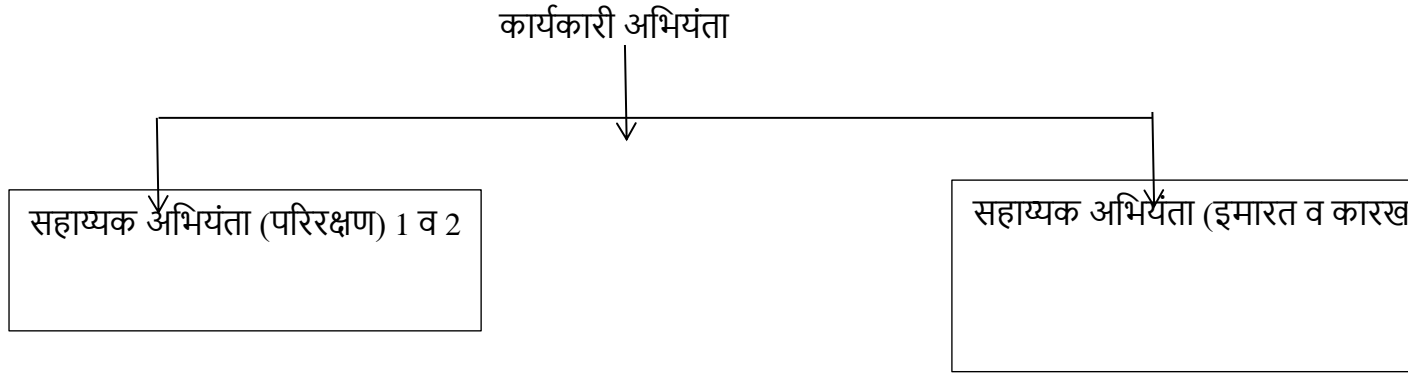 कार्यकारी अभियंता
सहाय्यक अभियंता (परिरक्षण) 1 व 2
सहाय्यक अभियंता (इमारत व